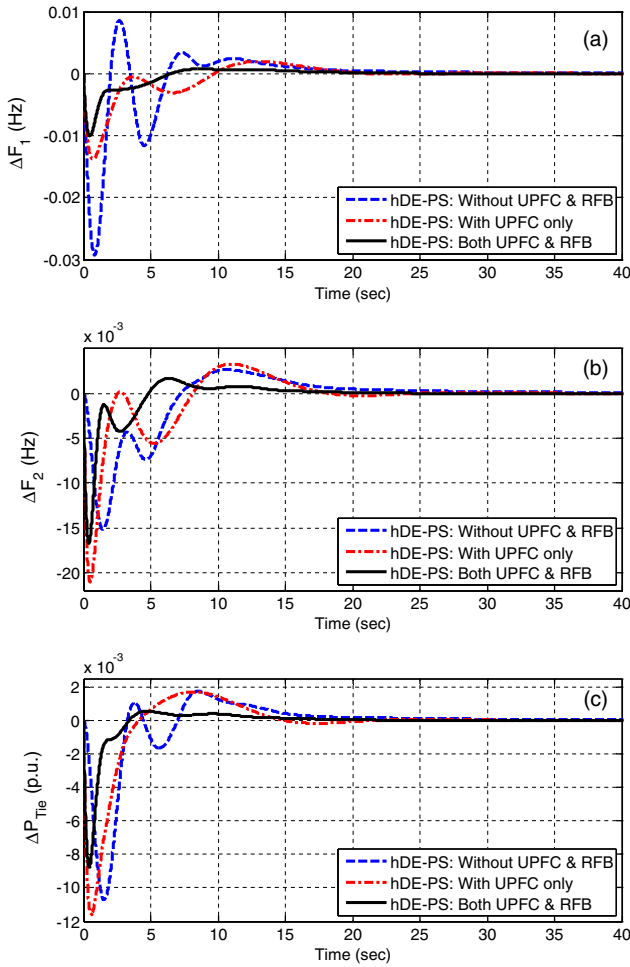 0.01
(a)
0
-0.01
-0.02
-0.03
ΔF1 (Hz)
hDE-PS: Without UPFC & RFB
hDE-PS: With UPFC only
hDE-PS: Both UPFC & RFB
0 5 10 15 20 25 30 35 40
Time (sec)
x 10-3
(b)
0
-5
-10
-15
-20
ΔF2 (Hz)
hDE-PS: Without UPFC & RFB
hDE-PS: With UPFC only
hDE-PS: Both UPFC & RFB
0 5 10 15 20 25 30 35 40
Time (sec)
x 10-3
(c)
2
0
-2
-4
-6
-8
-10
-12
ΔPTie (p.u.)
hDE-PS: Without UPFC & RFB
hDE-PS: With UPFC only
hDE-PS: Both UPFC & RFB
0 5 10 15 20 25 30 35 40
Time (sec)